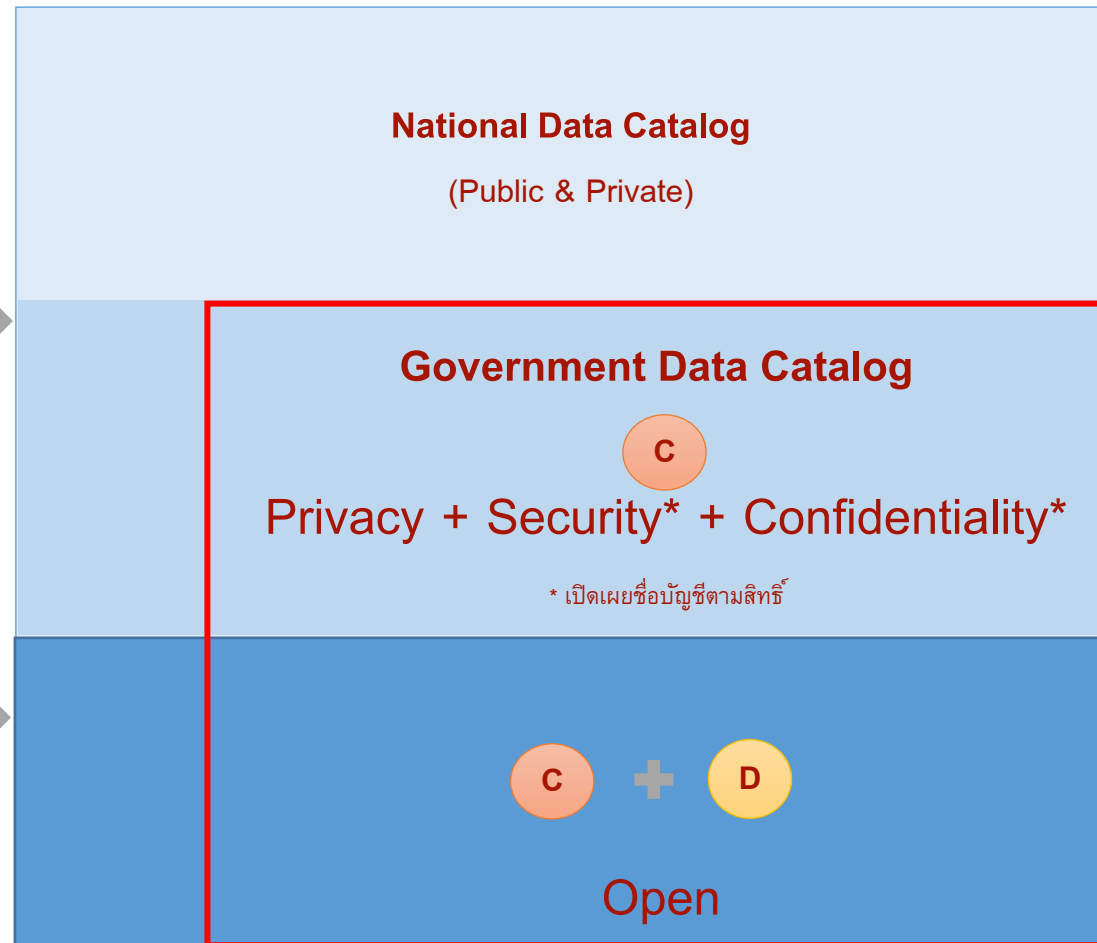 National Data Catalog
(Public & Private)
Government Data Catalog
C
Privacy + Security* + Confidentiality*
* เปิดเผยชื่อบัญชีตามสิทธิ์
C + D
Open